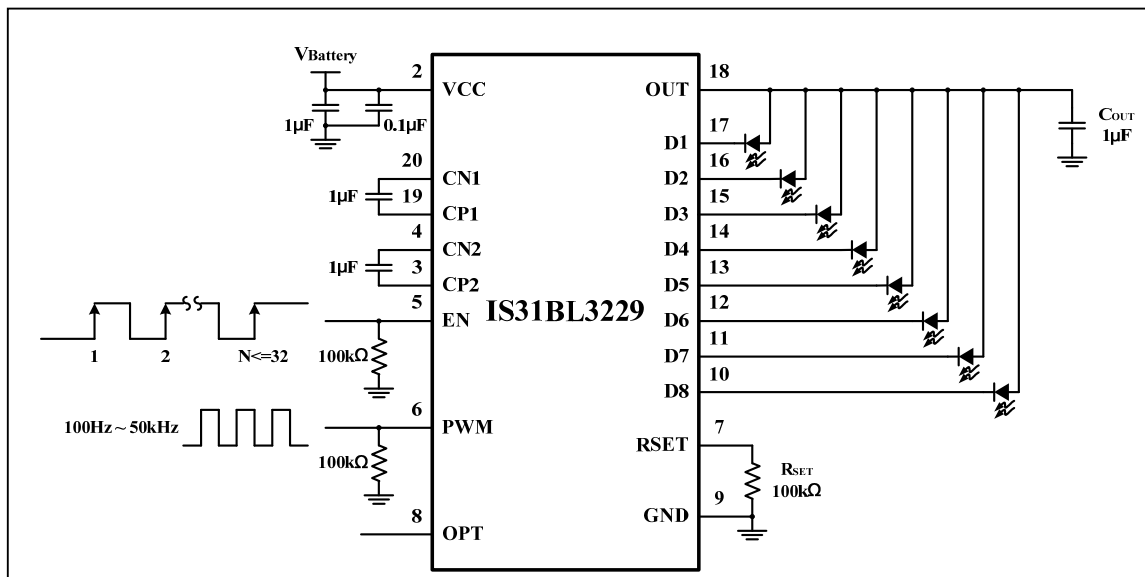 VBattery
2
VCC
OUT
18
1µF
0.1µF
COUT
1µF
17
D1
20
CN1
16
D2
1µF
19
CP1
15
D3
4
CN2
14
D4
1µF
3
CP2
13
D5
IS31BL3229
5
EN
12
D6
1
2
N<=32
100kΩ
11
D7
10
D8
100Hz ~ 50kHz
6
PWM
7
RSET
100kΩ
RSET
100kΩ
8
OPT
9
GND